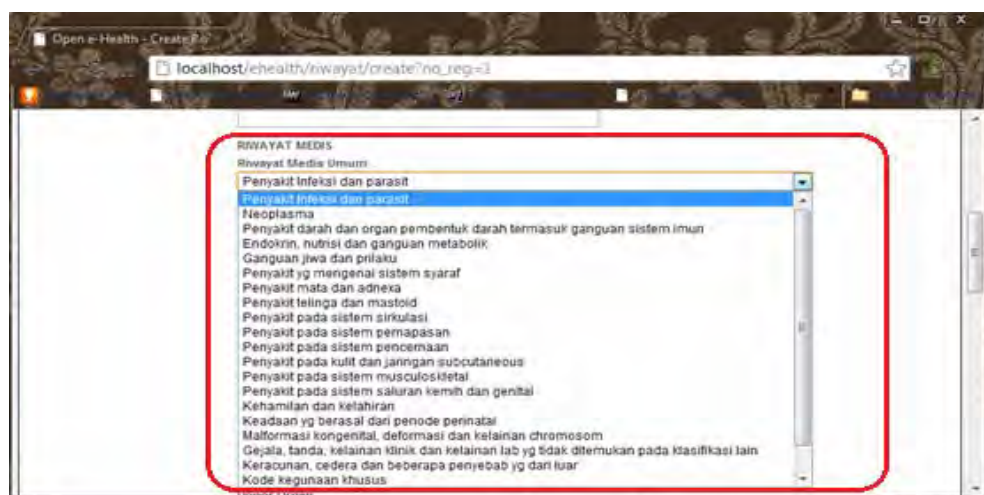 Open e-Health - Create
localhost/ehealth/riwayat/create?no_reg=1
RIWAYAT MEDIS
Riwayat Medis Umum
Penyakit Infeksi dan parasit
Penyakit Infeksi dan parasit
Neoplasma
Penyakit darah dan organ pembentuk darah termasuk ganguan sistem imun
Endokrin, nutrisi dan ganguan metabolik
Ganguan jiwa dan prilaku
Penyakit yg mengenai sistem syaraf
Penyakit mata dan adnexa
Penyakit telinga dan mastoid
Penyakit pada sistem sirkulasi
Penyakit pada sistem pernapasan
Penyakit pada sistem pencernaan
Penyakit pada kulit dan jaringan subcutaneous
Penyakit pada sistem musculoskletal
Penyakit pada sistem saluran kemih dan genital
Kehamilan dan kelahiran
Keadaan yg berasal dari periode perinatal
Malformasi kongenital, deformasi dan kelainan chromosom
Gejala, tanda, kelainan klinik dan kelainan lab yg tidak ditemukan pada klasifikasi lain
Keracunan, cedera dan beberapa penyebab yg dari luar
Kode kegunaan khusus